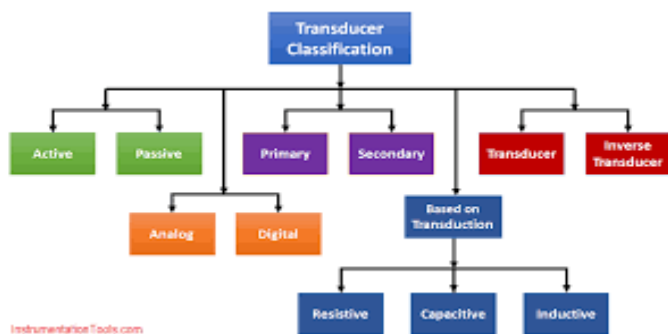 Transducer
Classification
Active
Passive
Primary
Secondary
Transducer
Inverse
Transducer
Analog
Digital
Based on
Transduction
Resistive
Capacitive
Inductive
InstrumentationTools.com